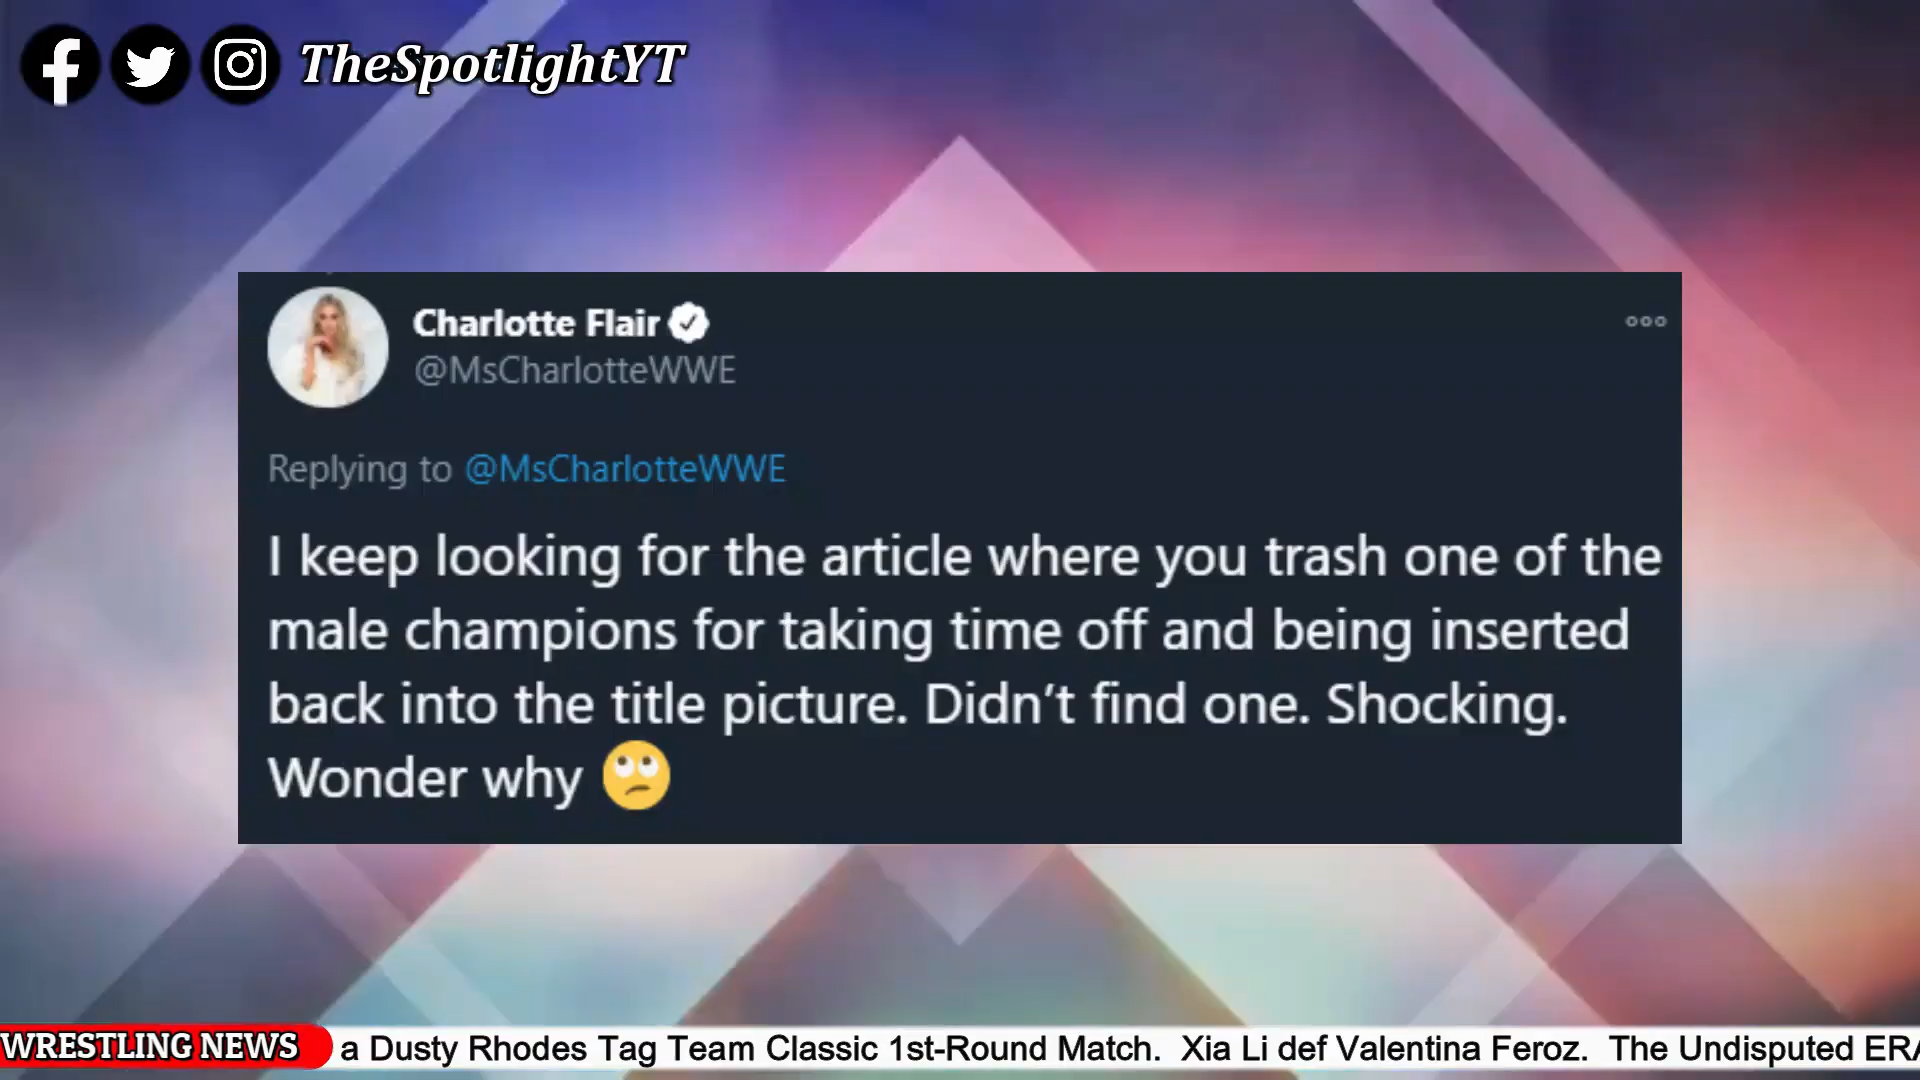 TheSpotlightYT
Charlotte Flair
@MsCharlotteWWE
Replying to @MsCharlotteWWE
I keep looking for the article where you trash one of the
male champions for taking time off and being inserted
back into the title picture. Didn’t find one. Shocking.
Wonder why 🙄
WRESTLING NEWS a Dusty Rhodes Tag Team Classic 1st-Round Match. Xia Li def Valentina Feroz. The Undisputed ERA